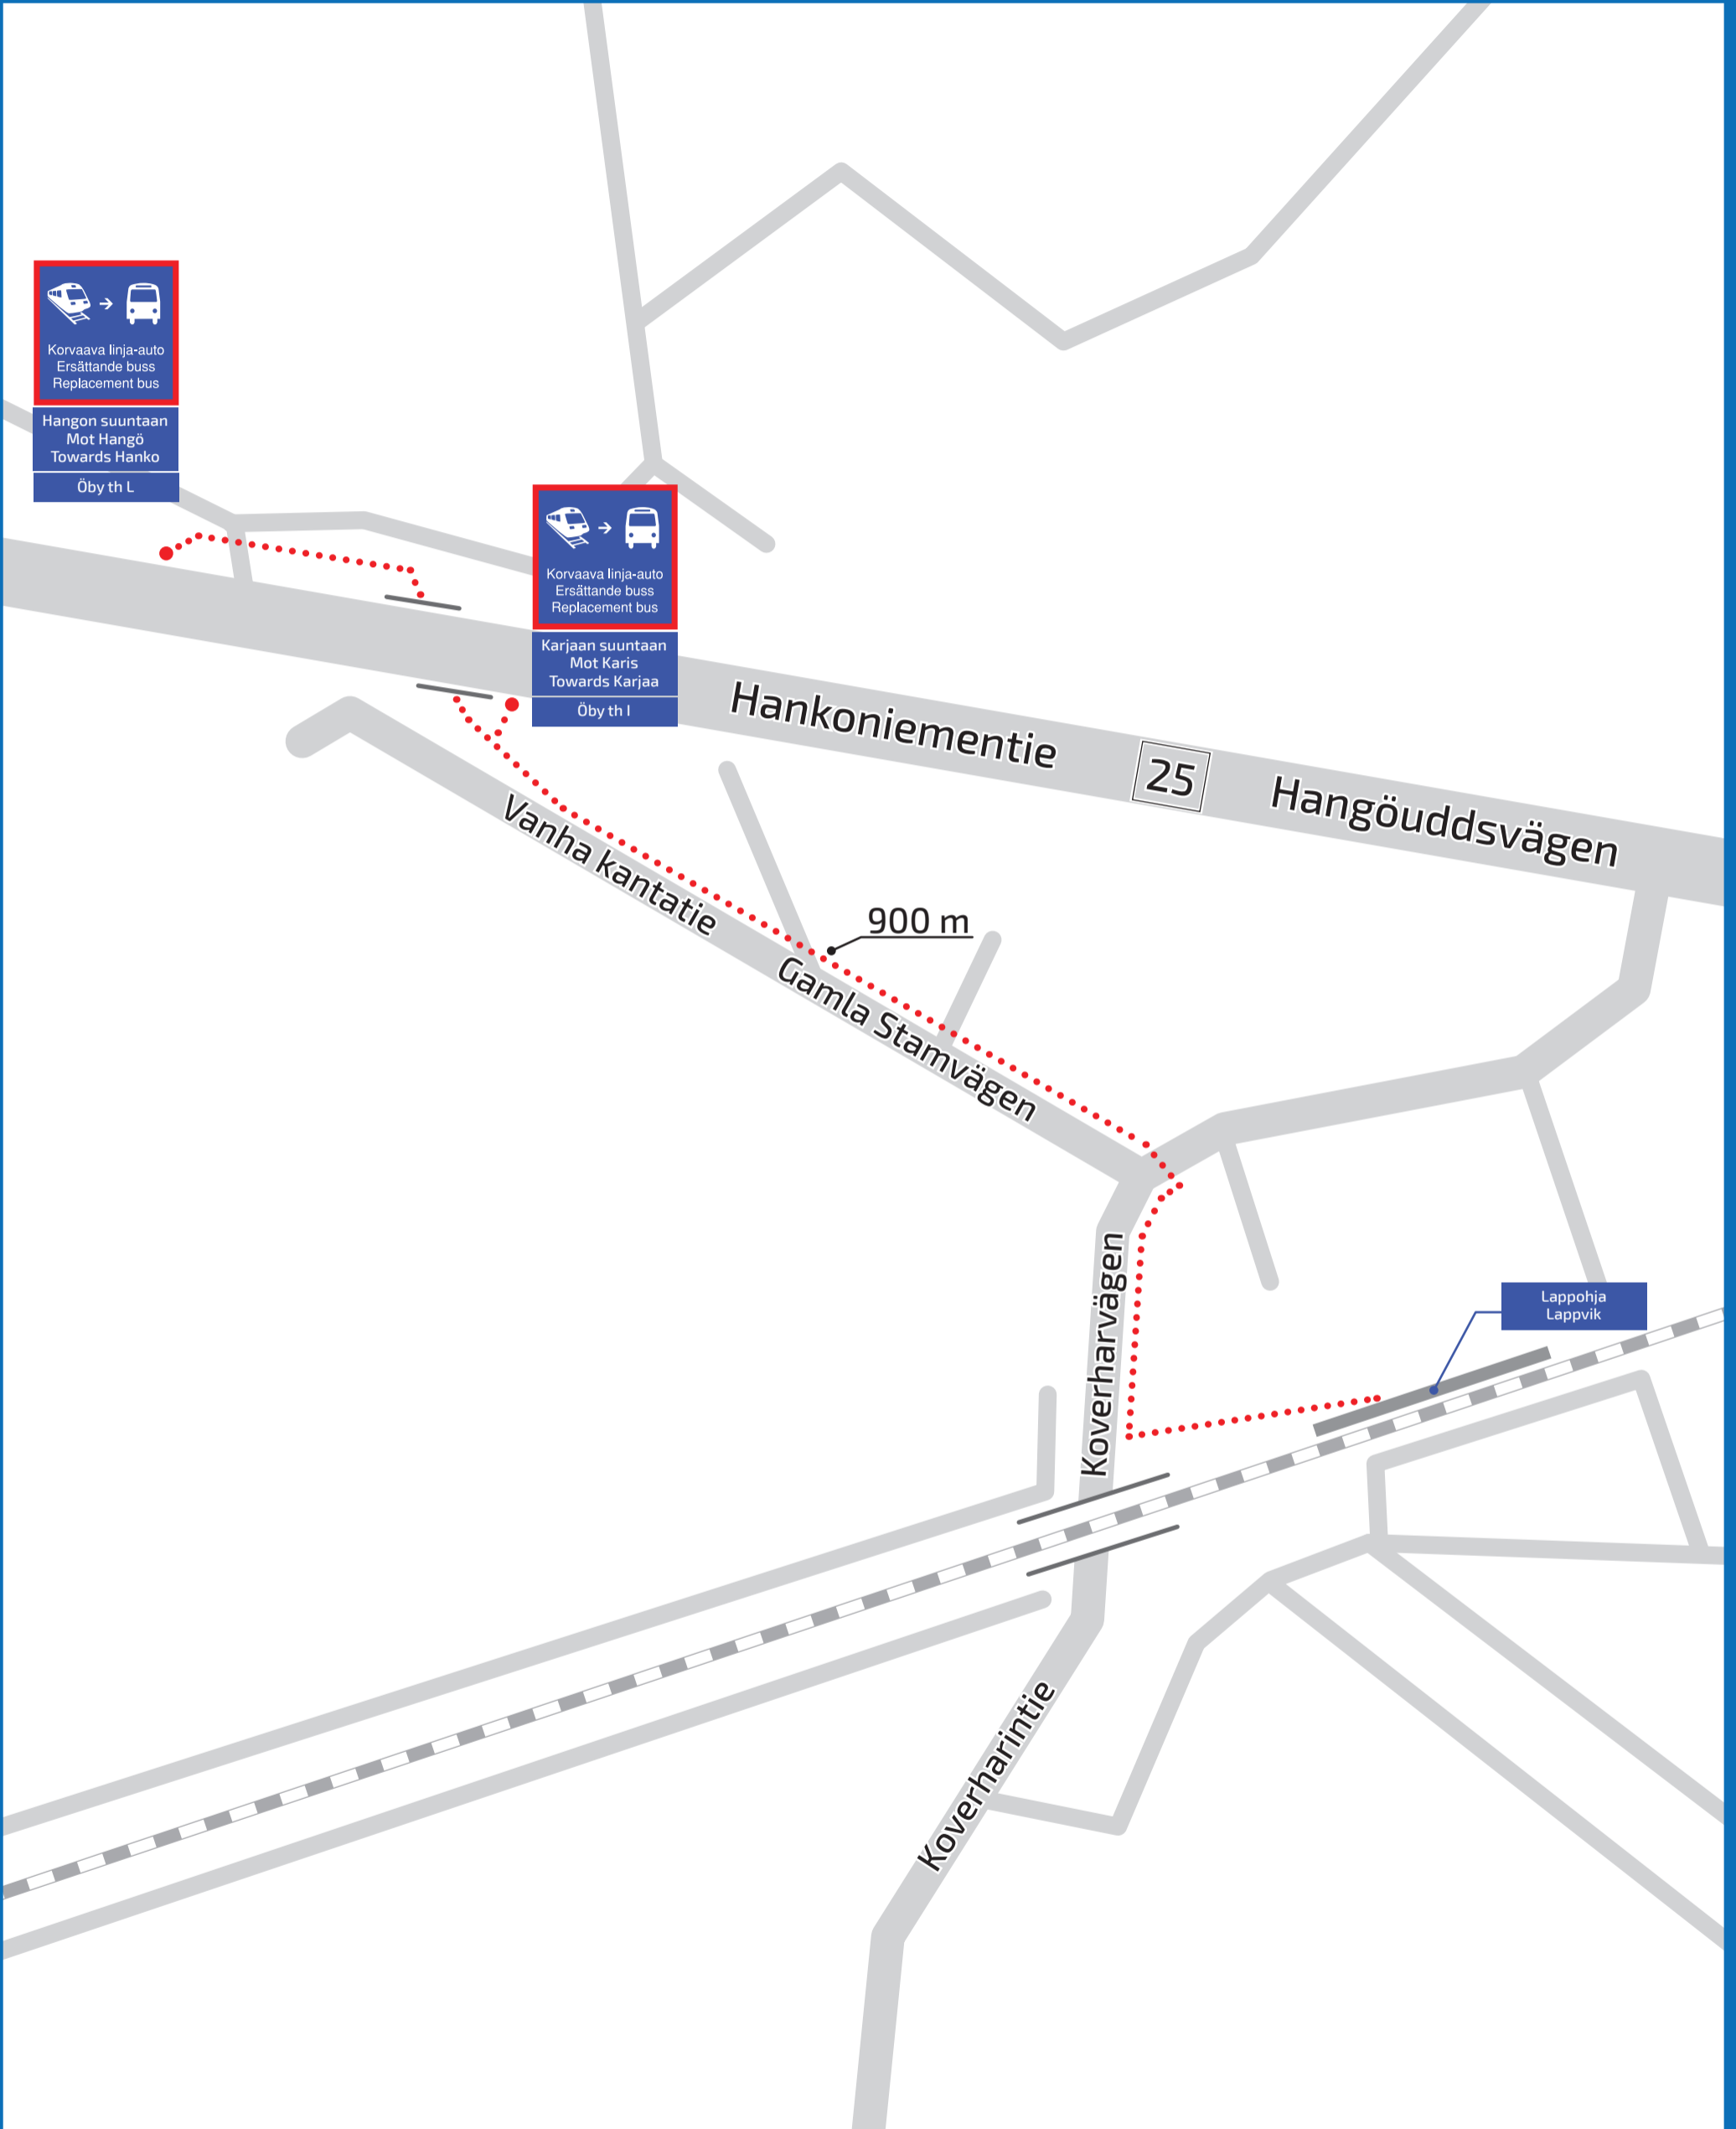 Korvaava linja-auto
Ersättande buss
Replacement bus
Hangon suuntaan
Mot Hangö
Towards Hanko
Öby th L
Korvaava linja-auto
Ersättande buss
Replacement bus
Karjaan suuntaan
Mot Karis
Towards Karjaa
Öby th I
Hankoniementie
25
Hangöuddsvägen
Vanha kantatie
900 m
Gamla Stamvägen
Koverharvägen
Lappohja
Lappvik
Koverharintie